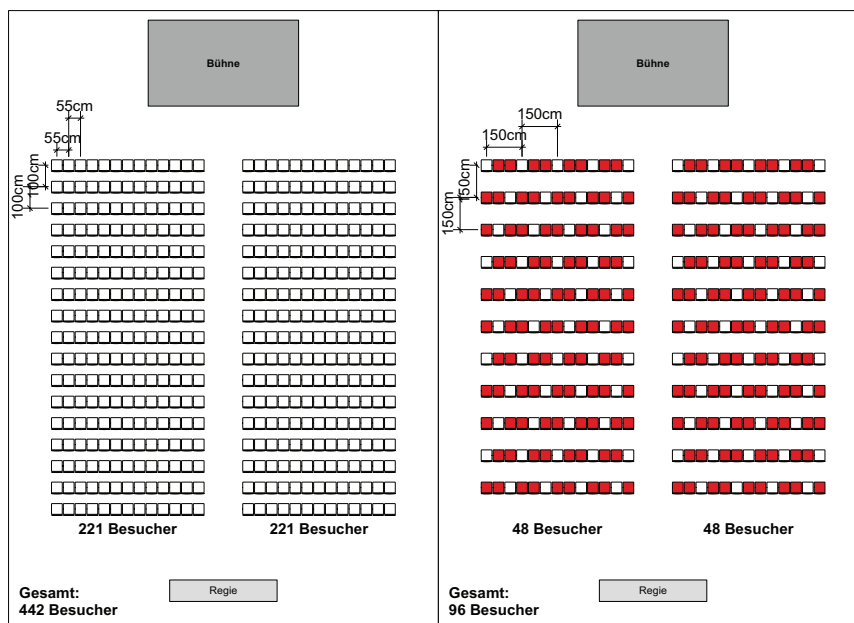 Bühne
55cm
55cm
100cm
100cm
221 Besucher
221 Besucher
Gesamt:
442 Besucher
Regie
Bühne
150cm
150cm
150cm
150cm
48 Besucher
48 Besucher
Gesamt:
96 Besucher
Regie